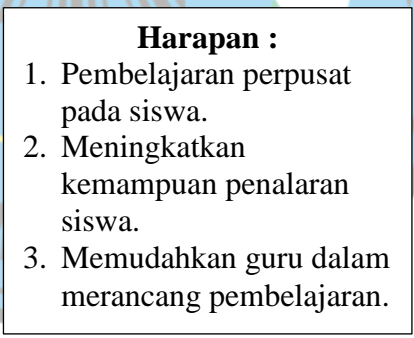 Harapan :
1. Pembelajaran perpusat
pada siswa.
2. Meningkatkan
kemampuan penalaran
siswa.
3. Memudahkan guru dalam
merancang pembelajaran.